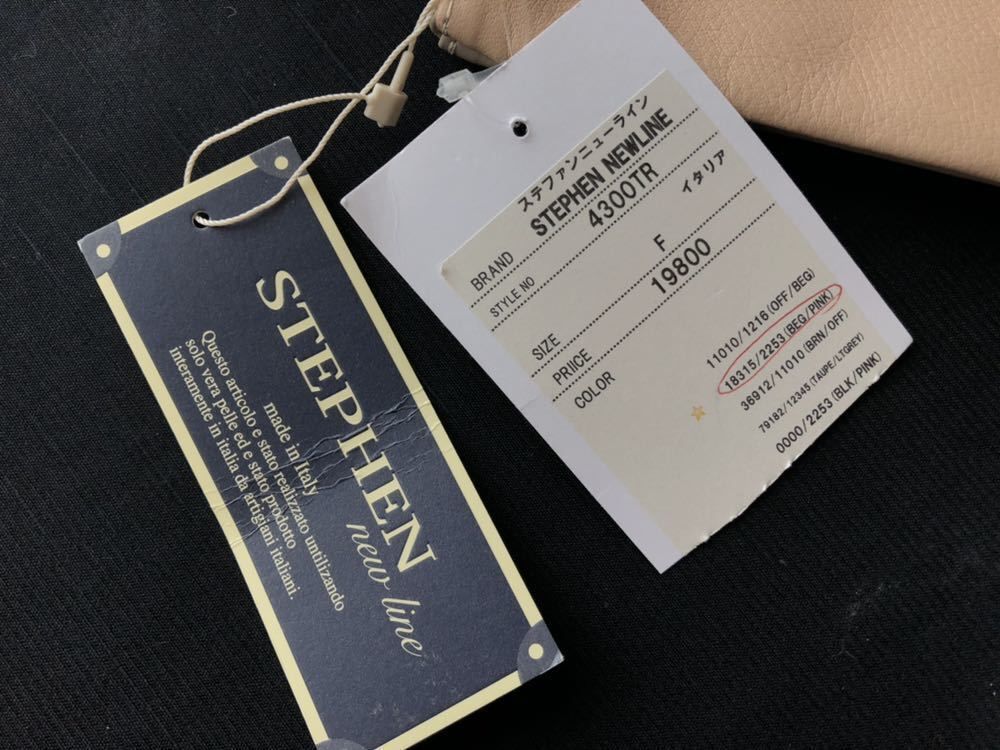 STEPHEN
new line
made in Italy
Questo articolo e stato realizzato untilizando
solo vera pelle ed e stato prodotto
interamente in italia da artigiani italiani.
ステファンニューライン
BRAND STEPHEN NEWLINE
STYLE NO 4300TR
イタリア
SIZE F
PRIICE 19800
COLOR 11010/1216(OFF/BEG)
18315/2253(BEG/PINK)
36912/11010(BRN/OFF)
79182/12345(TAUPE/LTGREY)
0000/2253(BLK/PINK)